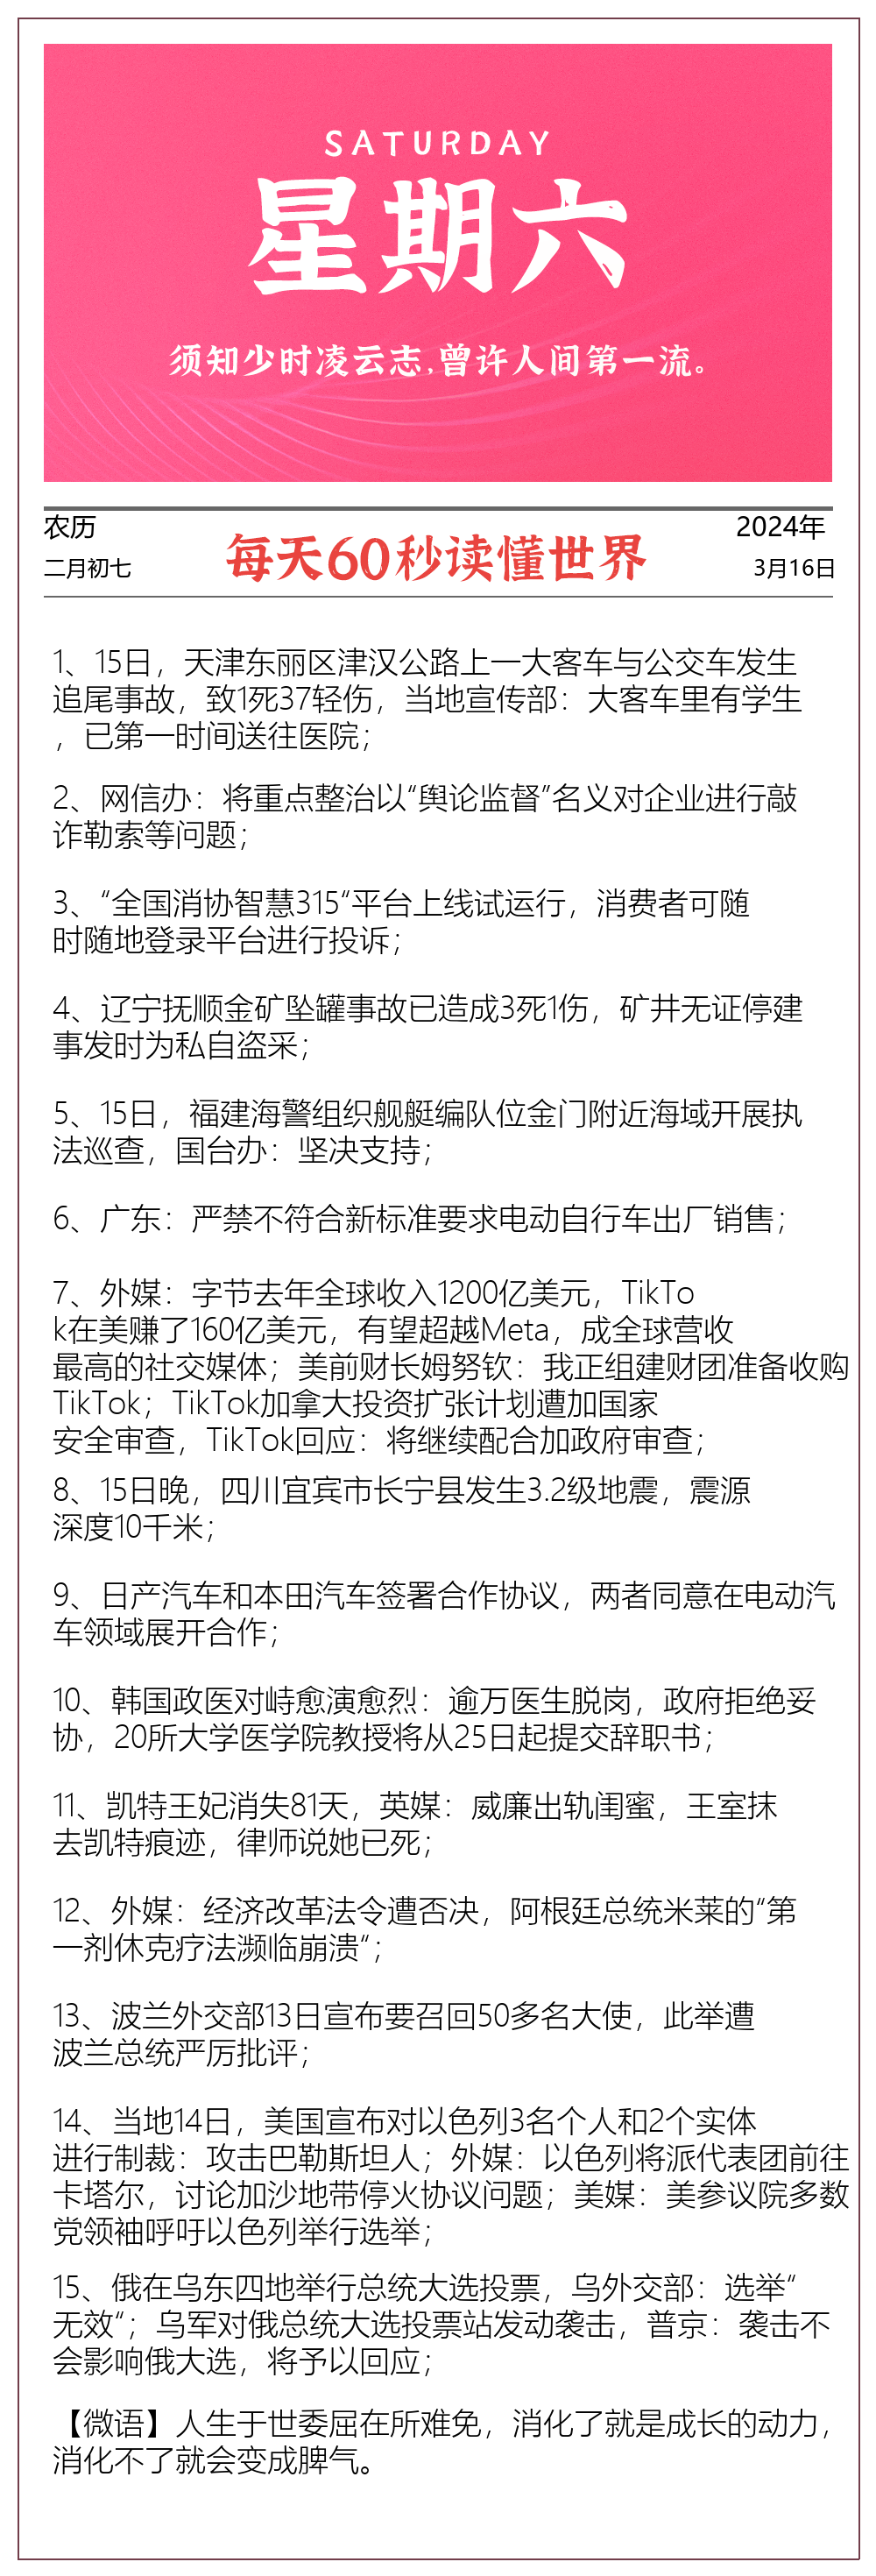 SATURDAY
星期六
须知少时凌云志,曾许人间第一流。
农历
二月初七
每天60秒读懂世界
2024年
3月16日
1、15日，天津东丽区津汉公路上一大客车与公交车发生
追尾事故，致1死37轻伤，当地宣传部：大客车里有学生
，已第一时间送往医院；
2、网信办：将重点整治以“舆论监督”名义对企业进行敲
诈勒索等问题；
3、“全国消协智慧315“平台上线试运行，消费者可随
时随地登录平台进行投诉；
4、辽宁抚顺金矿坠罐事故已造成3死1伤，矿井无证停建
事发时为私自盗采；
5、15日，福建海警组织舰艇编队位金门附近海域开展执
法巡查，国台办：坚决支持；
6、广东：严禁不符合新标准要求电动自行车出厂销售；
7、外媒：字节去年全球收入1200亿美元，TikTo
k在美赚了160亿美元，有望超越Meta，成全球营收
最高的社交媒体；美前财长姆努钦：我正组建财团准备收购
TikTok；TikTok加拿大投资扩张计划遭加国家
安全审查，TikTok回应：将继续配合加政府审查；
8、15日晚，四川宜宾市长宁县发生3.2级地震，震源
深度10千米；
9、日产汽车和本田汽车签署合作协议，两者同意在电动汽
车领域展开合作；
10、韩国政医对峙愈演愈烈：逾万医生脱岗，政府拒绝妥
协，20所大学医学院教授将从25日起提交辞职书；
11、凯特王妃消失81天，英媒：威廉出轨闺蜜，王室抹
去凯特痕迹，律师说她已死；
12、外媒：经济改革法令遭否决，阿根廷总统米莱的“第
一剂休克疗法濒临崩溃“；
13、波兰外交部13日宣布要召回50多名大使，此举遭
波兰总统严厉批评；
14、当地14日，美国宣布对以色列3名个人和2个实体
进行制裁：攻击巴勒斯坦人；外媒：以色列将派代表团前往
卡塔尔，讨论加沙地带停火协议问题；美媒：美参议院多数
党领袖呼吁以色列举行选举；
15、俄在乌东四地举行总统大选投票，乌外交部：选举“
无效“；乌军对俄总统大选投票站发动袭击，普京：袭击不
会影响俄大选，将予以回应；
【微语】人生于世委屈在所难免，消化了就是成长的动力，
消化不了就会变成脾气。